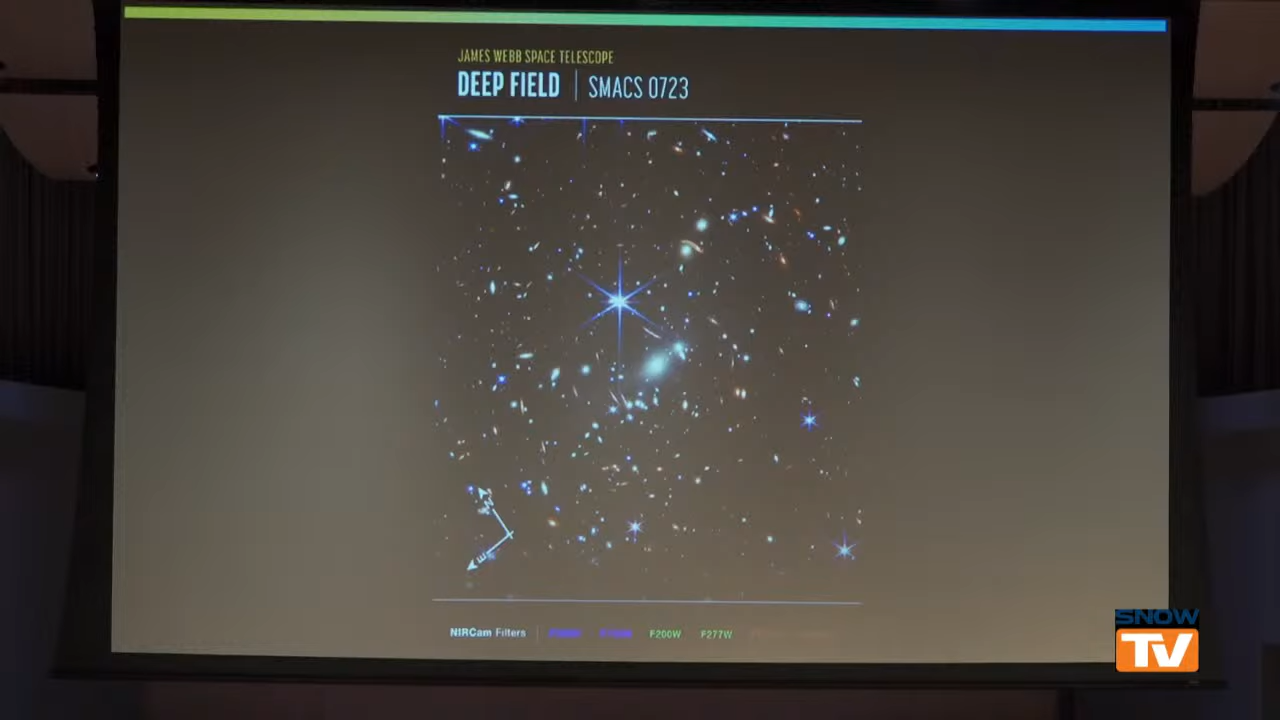 JAMES WEBB SPACE TELESCOPE
DEEP FIELD | SMACS 0723
N
E
NIRCam Filters | F200W F277W
SNOW
TV